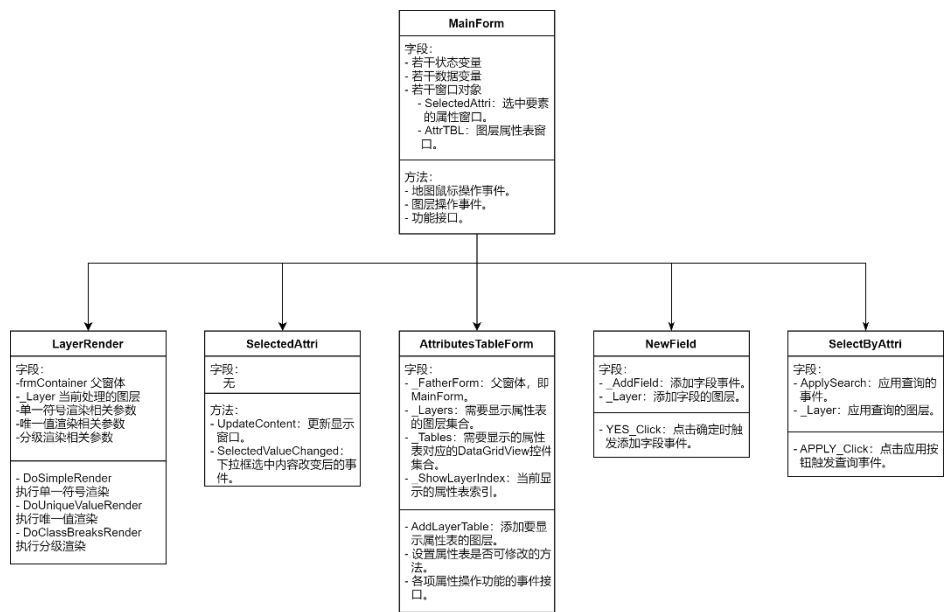 MainForm
字段：
- 若干状态变量
- 若干数据变量
- 若干窗口对象
- SelectedAttri：选中要素
的属性窗口。
- AttrTBL：图层属性表窗
口。
方法：
- 地图鼠标操作事件。
- 图层操作事件。
- 功能接口。
LayerRender
字段：
-frmContainer 父窗体
-_Layer 当前处理的图层
-单一符号渲染相关参数
-唯一值渲染相关参数
-分级渲染相关参数
- DoSimpleRender
执行单一符号渲染
- DoUniqueValueRender
执行唯一值渲染
- DoClassBreaksRender
执行分级渲染
SelectedAttri
字段：
无
方法：
- UpdateContent：更新显示
窗口。
- SelectedValueChanged：
下拉框选中内容改变后的事
件。
AttributesTableForm
字段：
- _FatherForm：父窗体，即
MainForm。
- _Layers：需要显示属性表
的图层集合。
- _Tables：需要显示的属性
表对应的DataGridView控件
集合。
- _ShowLayerIndex：当前显
示的属性表索引。
- AddLayerTable：添加要显
示属性表的图层。
- 设置属性表是否可修改的方
法。
- 各项属性操作功能的事件接
口。
NewField
字段：
- _AddField：添加字段事件。
- _Layer：添加字段的图层。
- YES_Click：点击确定时触
发添加字段事件。
SelectByAttri
字段：
- ApplySearch：应用查询的
事件。
- _Layer：应用查询的图层。
- APPLY_Click：点击应用按
钮触发查询事件。